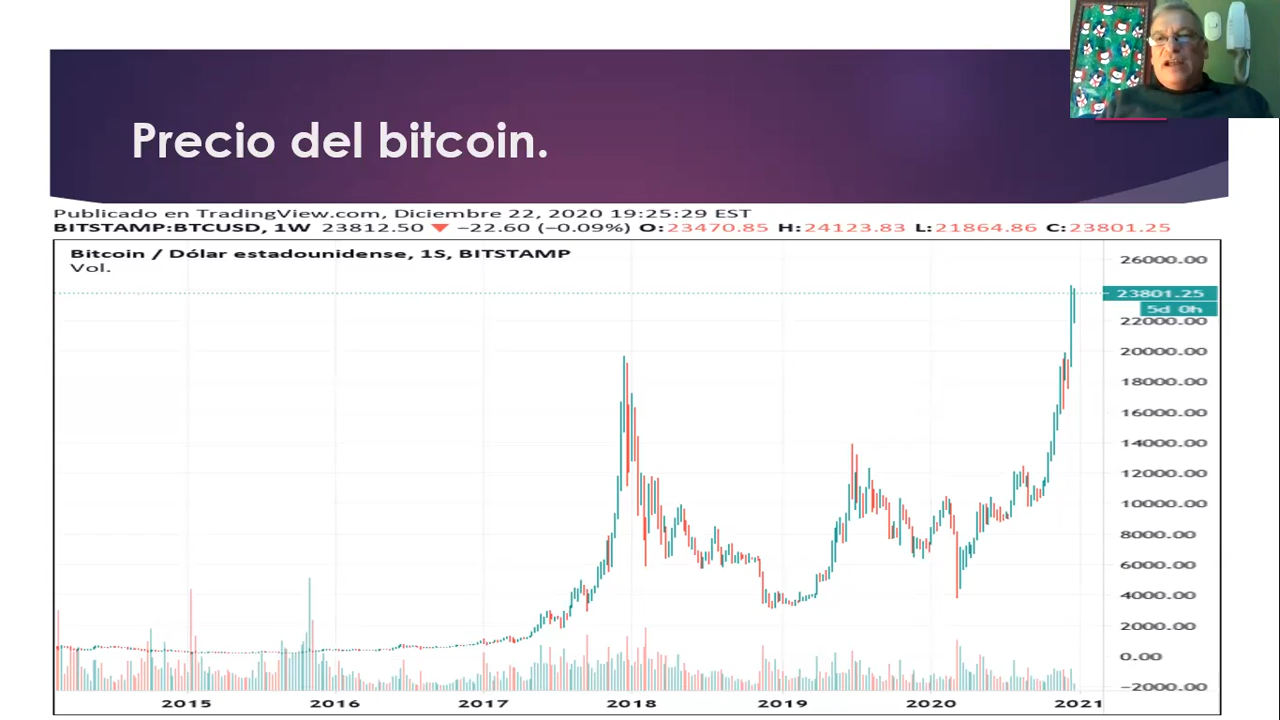 Precio del bitcoin.
Publicado en TradingView.com, Diciembre 22, 2020 19:25:29 EST
BITSTAMP:BTCUSD, 1W 23812.50 ▼ −22.60 (−0.09%) O:23470.85 H:24123.83 L:21864.86 C:23801.25
Bitcoin / Dólar estadounidense, 1S, BITSTAMP
Vol.
26000.00
23801.25
5d 0h
22000.00
20000.00
18000.00
16000.00
14000.00
12000.00
10000.00
8000.00
6000.00
4000.00
2000.00
0.00
−2000.00
2015 2016 2017 2018 2019 2020 2021